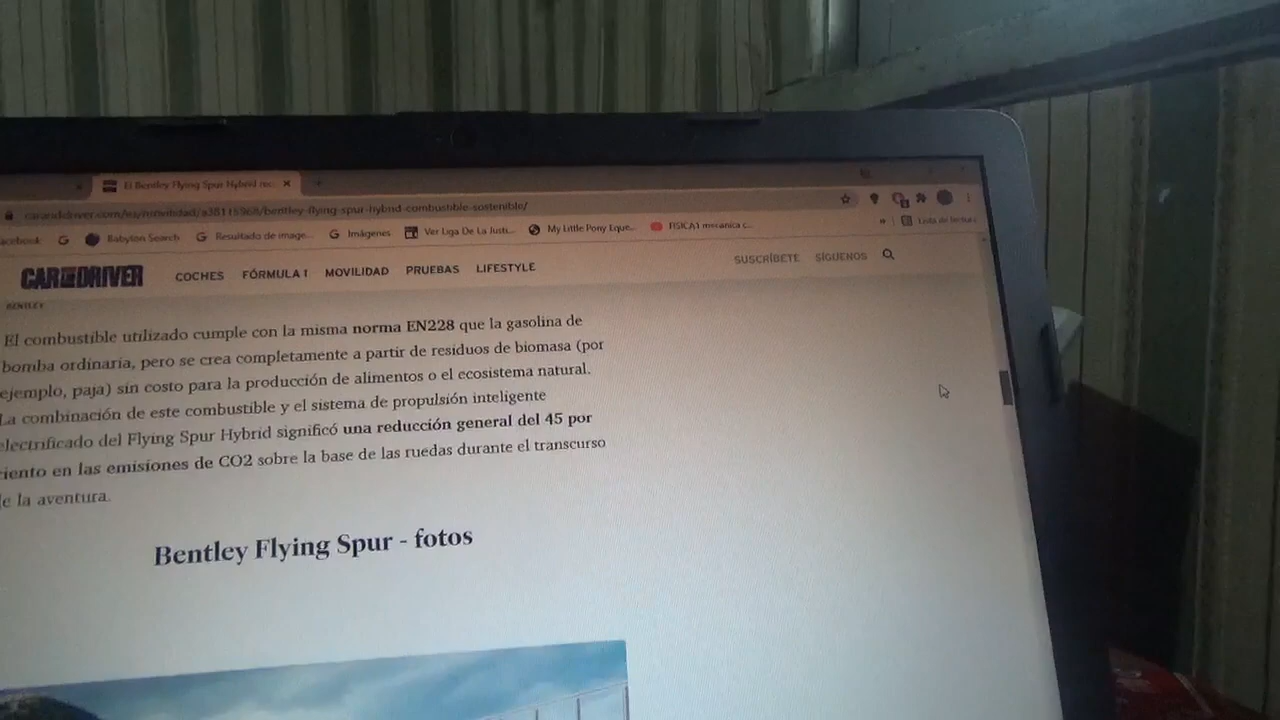 El Bentley Flying Spur Hybrid rec...
caranddriver.com/es/movilidad/a38115968/bentley-flying-spur-hybrid-combustible-sostenible/
acebook
Babylon Search
Resultado de image...
Imágenes
Ver Liga De La Justi...
My Little Pony Eque...
FISICA1 mecanica c...
»
Lista de lectura
CAR AND DRIVER
COCHES
FÓRMULA 1
MOVILIDAD
PRUEBAS
LIFESTYLE
SUSCRÍBETE
SÍGUENOS
BENTLEY
El combustible utilizado cumple con la misma norma EN228 que la gasolina de
bomba ordinaria, pero se crea completamente a partir de residuos de biomasa (por
ejemplo, paja) sin costo para la producción de alimentos o el ecosistema natural.
La combinación de este combustible y el sistema de propulsión inteligente
electrificado del Flying Spur Hybrid significó una reducción general del 45 por
ciento en las emisiones de CO2 sobre la base de las ruedas durante el transcurso
de la aventura.
Bentley Flying Spur - fotos